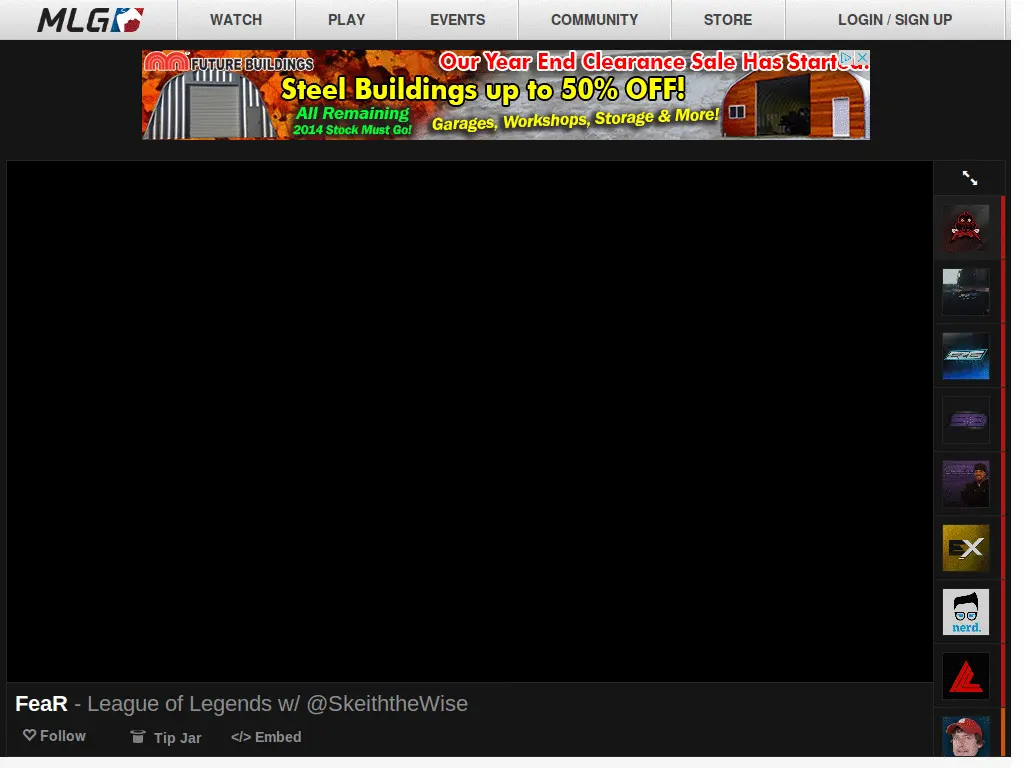 MLG
WATCH
PLAY
EVENTS
COMMUNITY
STORE
LOGIN / SIGN UP
FUTURE BUILDINGS
Our Year End Clearance Sale Has Started!
Steel Buildings up to 50% OFF!
All Remaining
2014 Stock Must Go!
Garages, Workshops, Storage & More!
EX
nerd.
FeaR - League of Legends w/ @SkeiththeWise
Follow
Tip Jar
</> Embed